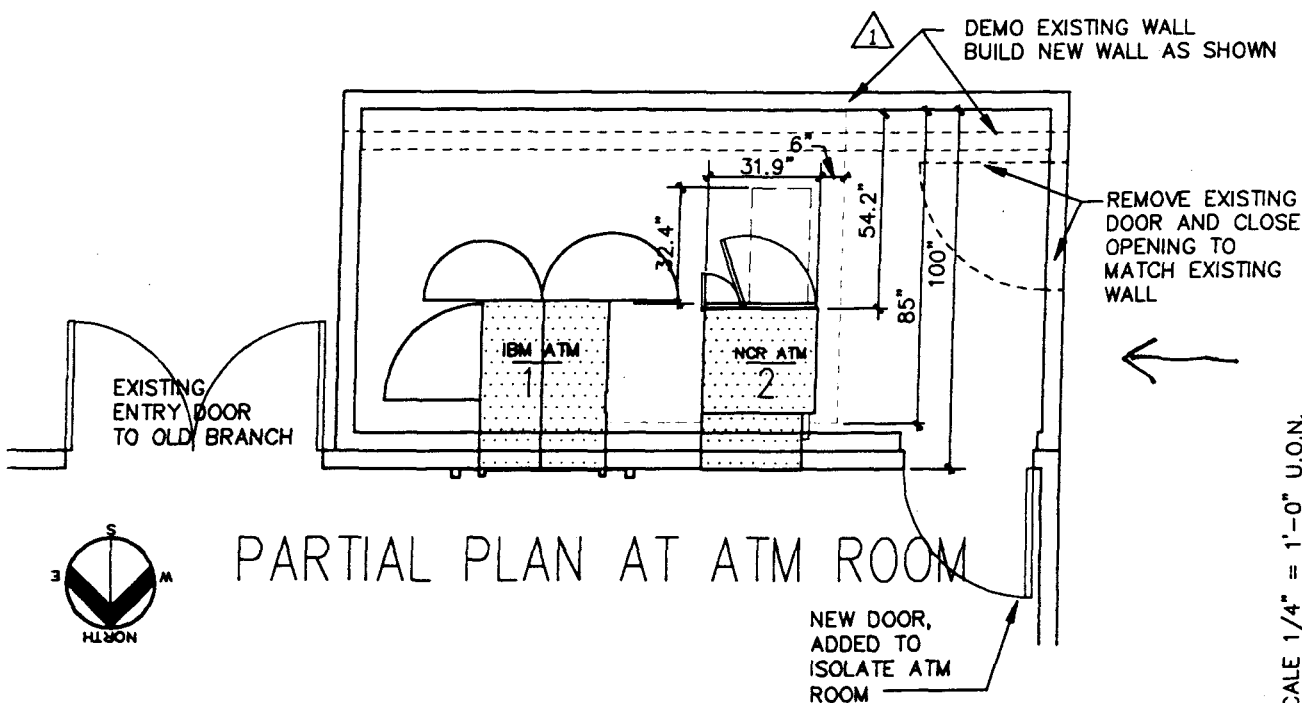 1
DEMO EXISTING WALL
BUILD NEW WALL AS SHOWN
6"
31.9"
32.4"
54.2"
85"
100"
REMOVE EXISTING
DOOR AND CLOSE
OPENING TO
MATCH EXISTING
WALL
IBM ATM
1
NCR ATM
2
EXISTING
ENTRY DOOR
TO OLD BRANCH
S
E
W
NORTH
PARTIAL PLAN AT ATM ROOM
NEW DOOR,
ADDED TO
ISOLATE ATM
ROOM
CALE 1/4" = 1'-0" U.O.N.